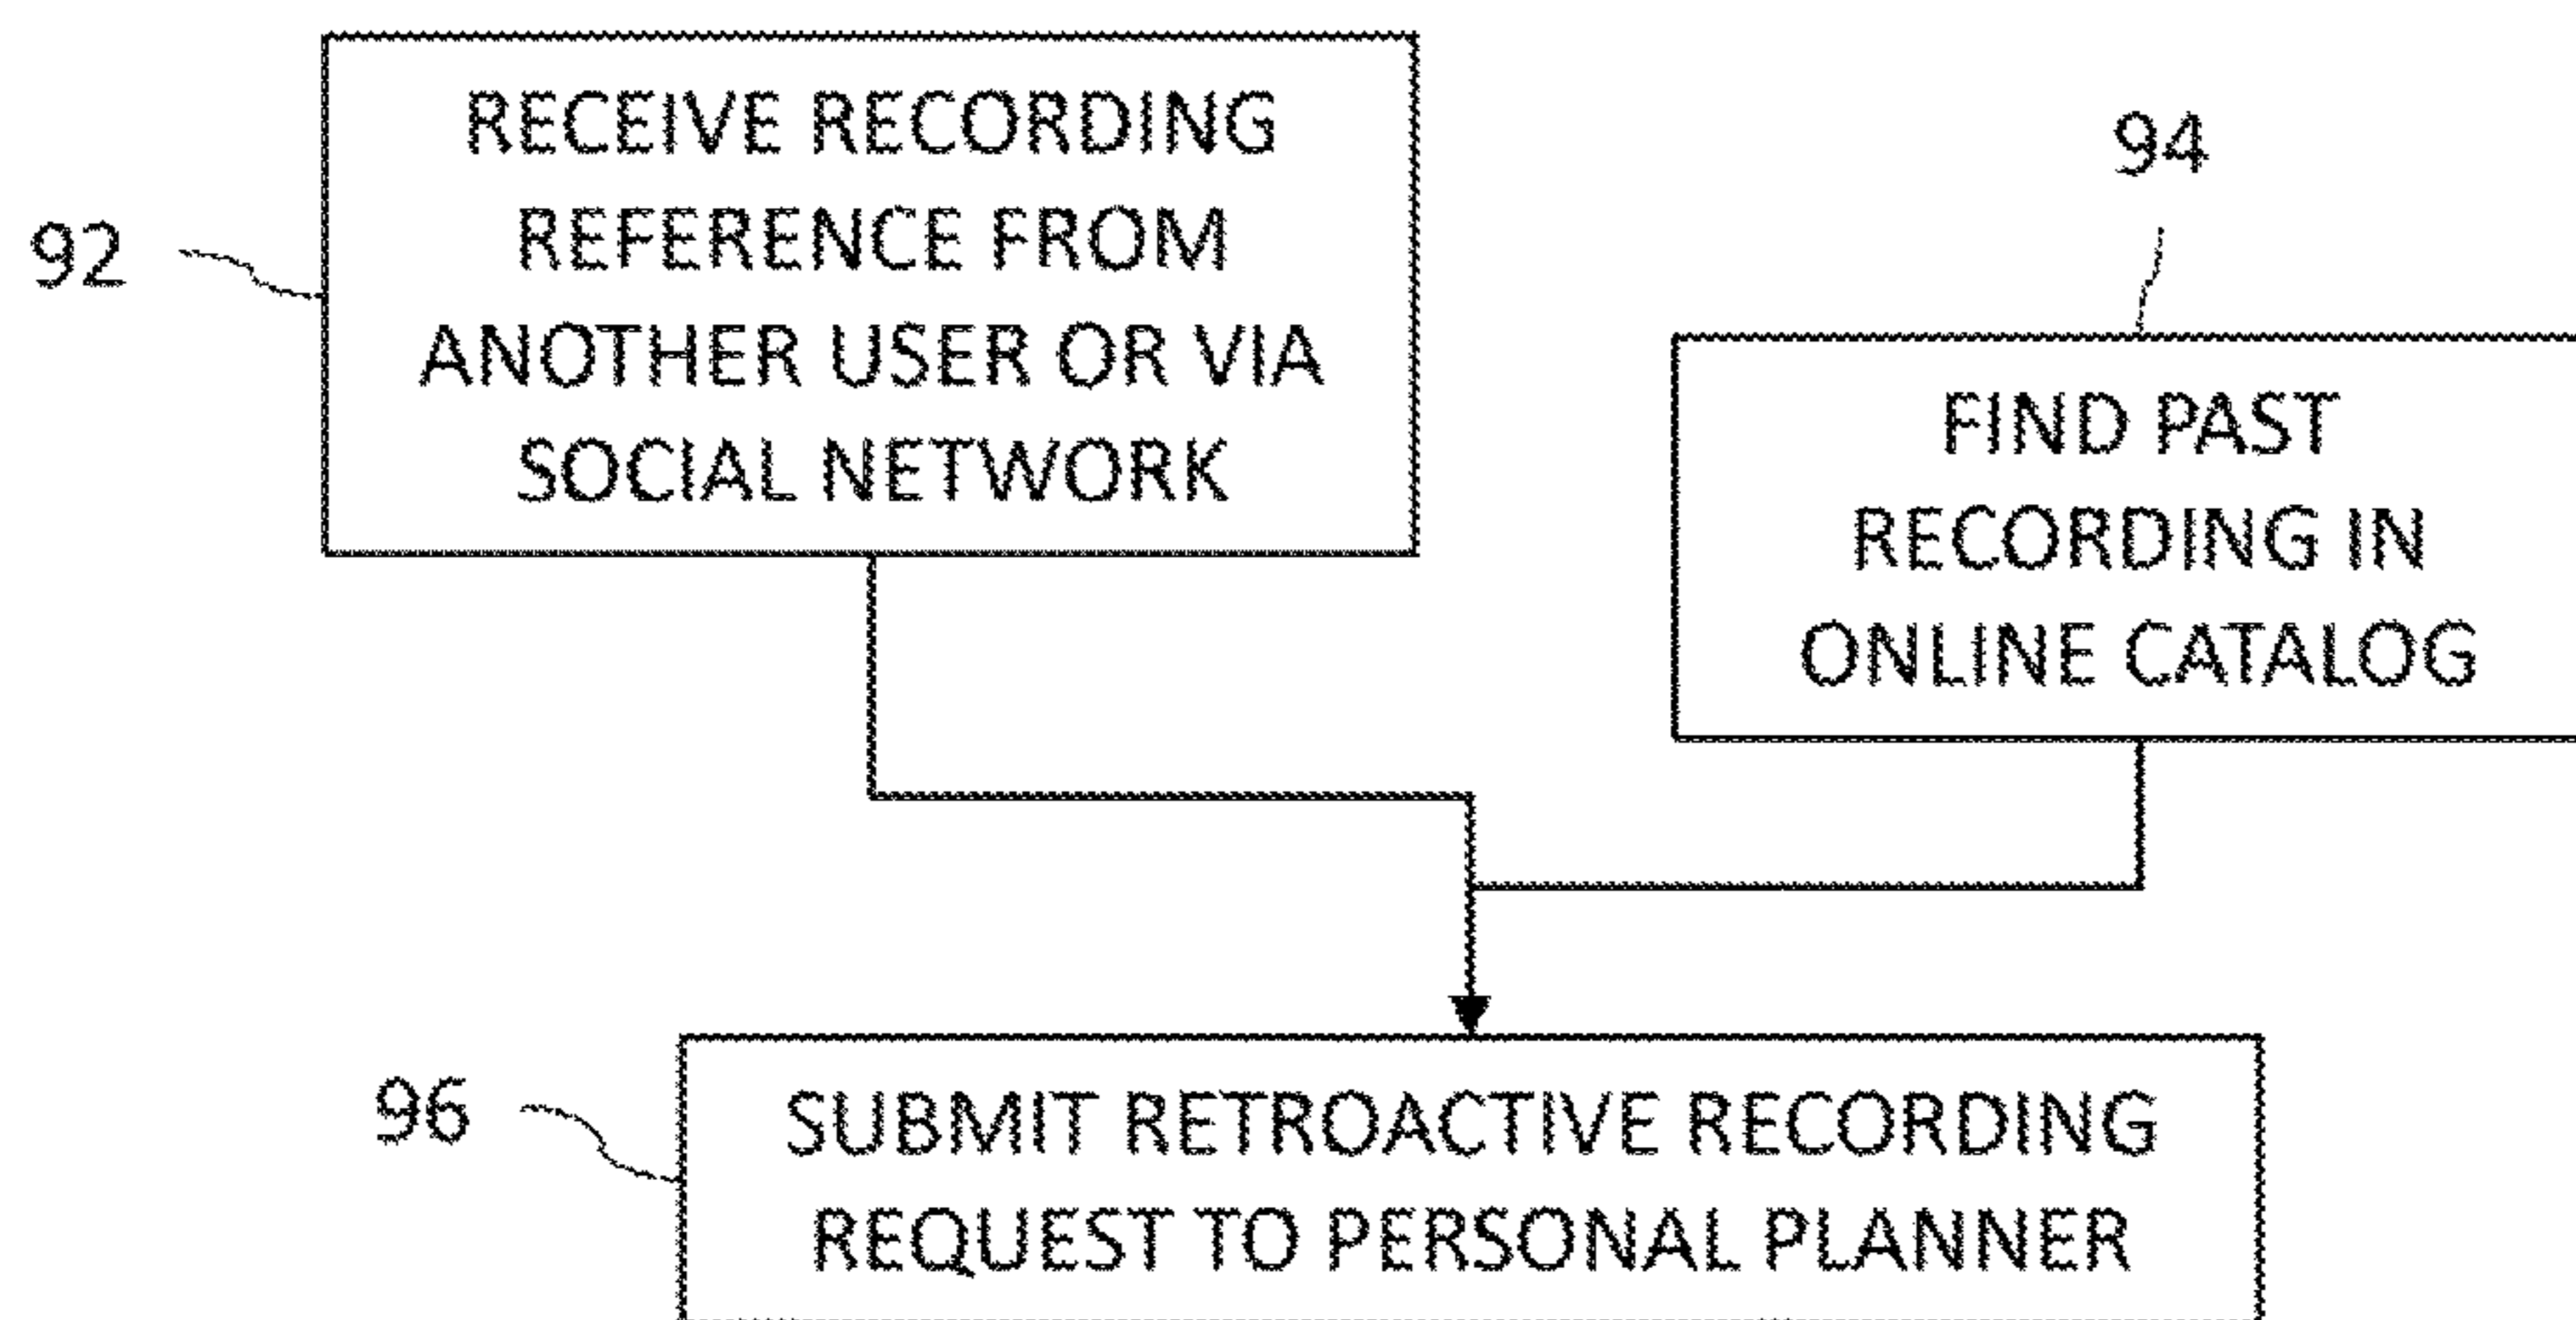 92
RECEIVE RECORDING
REFERENCE FROM
ANOTHER USER OR VIA
SOCIAL NETWORK
94
FIND PAST
RECORDING IN
ONLINE CATALOG
96
SUBMIT RETROACTIVE RECORDING
REQUEST TO PERSONAL PLANNER